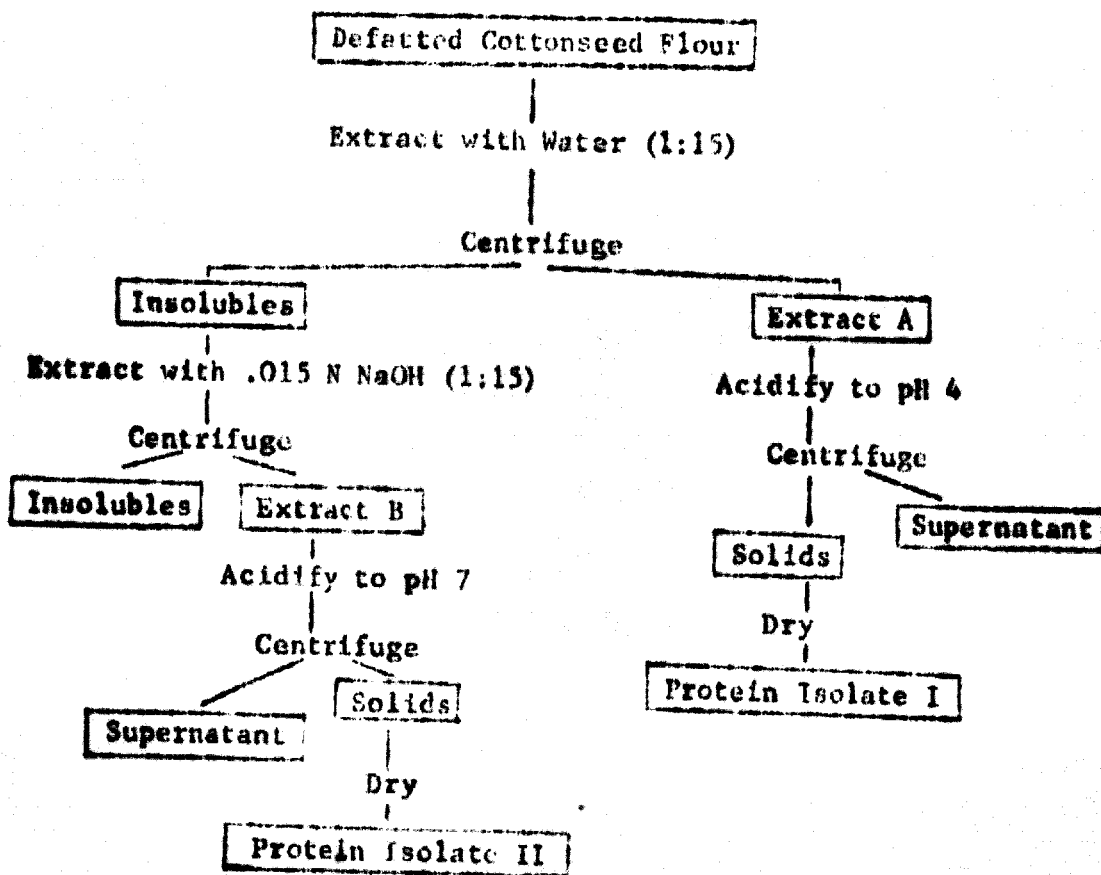 Defatted Cottonseed Flour
Extract with Water (1:15)
Centrifuge
Insolubles
Extract A
Extract with .015 N NaOH (1:15)
Acidify to pH 4
Centrifuge
Centrifuge
Insolubles
Extract B
Supernatant
Solids
Acidify to pH 7
Dry
Centrifuge
Protein Isolate I
Solids
Supernatant
Dry
Protein Isolate II